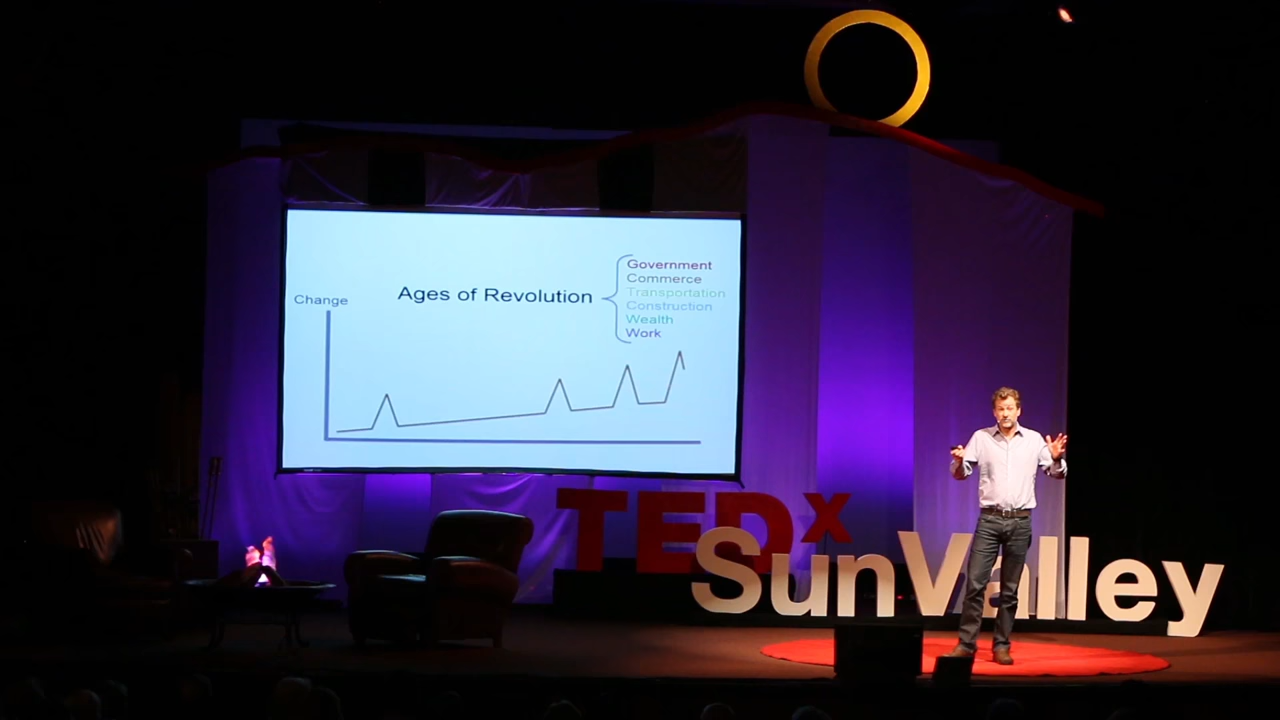 Change
Ages of Revolution
Government
Commerce
Transportation
Construction
Wealth
Work
TEDx
SunValley